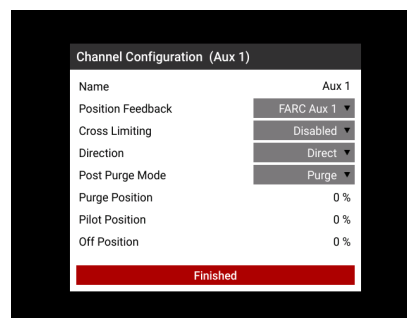 Channel Configuration (Aux 1)
Name Aux 1
Position Feedback FARC Aux 1 ▼
Cross Limiting Disabled ▼
Direction Direct ▼
Post Purge Mode Purge ▼
Purge Position 0 %
Pilot Position 0 %
Off Position 0 %
Finished